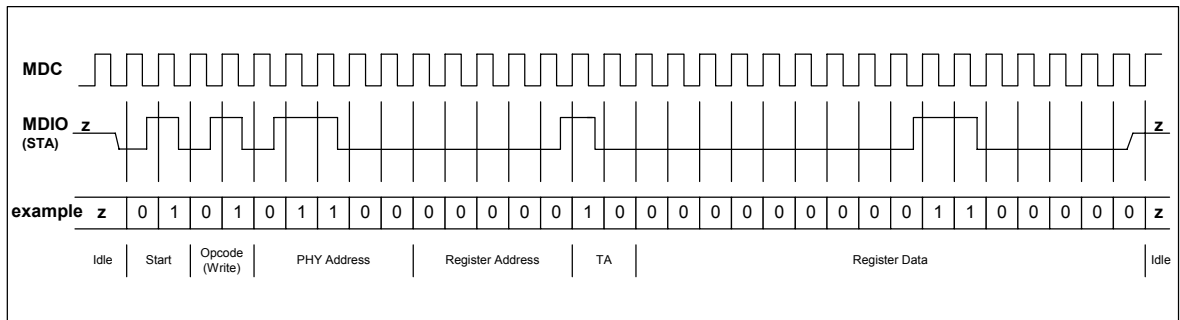 MDC
MDIO z z
(STA)
example z 0 1 0 1 0 1 1 0 0 0 0 0 0 0 1 0 0 0 0 0 0 0 0 0 0 1 1 0 0 0 0 0 z
Idle Start Opcode (Write) PHY Address Register Address TA Register Data Idle